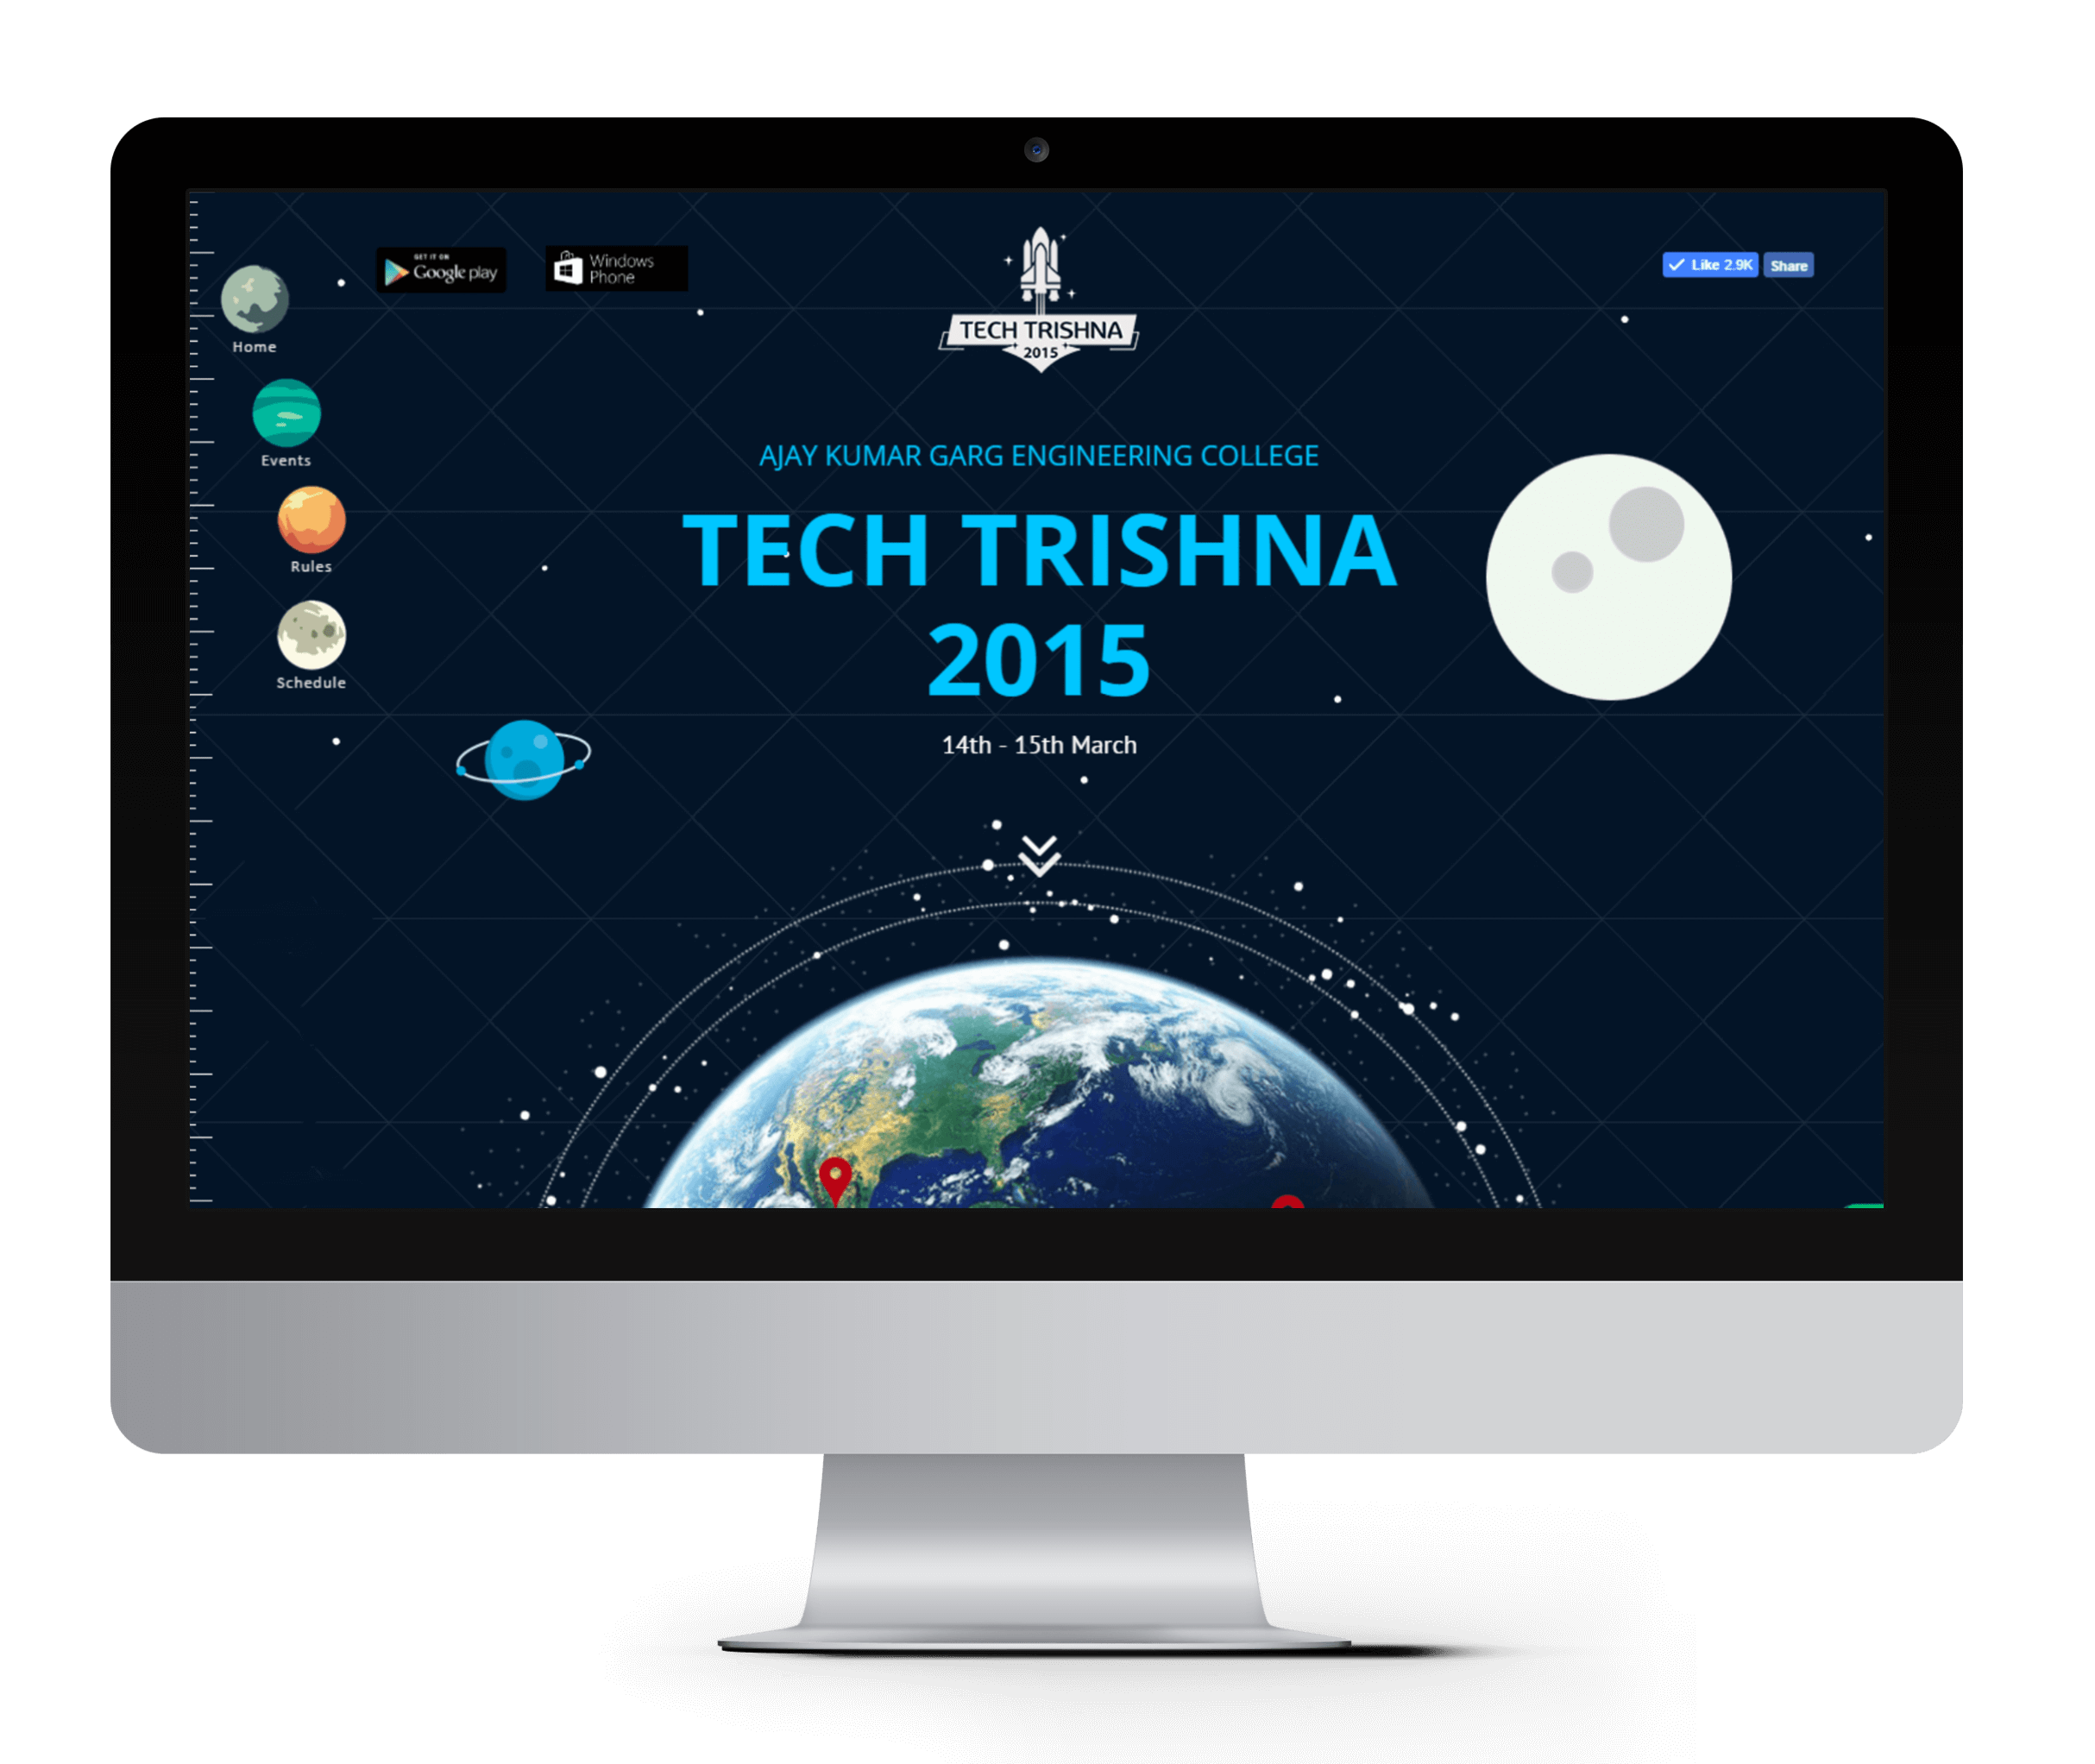 GET IT ON
Google play
Windows
Phone
TECH TRISHNA
2015
Like 2.9K
Share
Home
Events
Rules
Schedule
AJAY KUMAR GARG ENGINEERING COLLEGE
TECH TRISHNA
2015
14th - 15th March